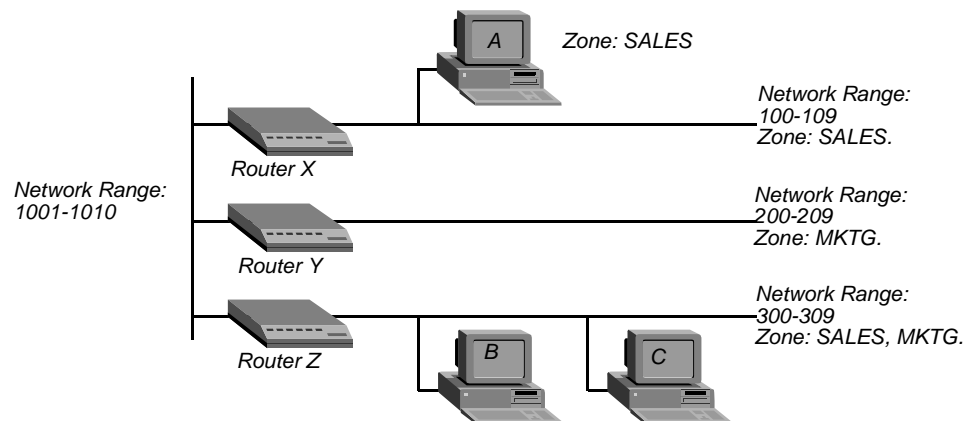 A
Zone: SALES
Network Range:
100-109
Zone: SALES.
Router X
Network Range:
1001-1010
Network Range:
200-209
Zone: MKTG.
Router Y
Network Range:
300-309
Zone: SALES, MKTG.
Router Z
B
C